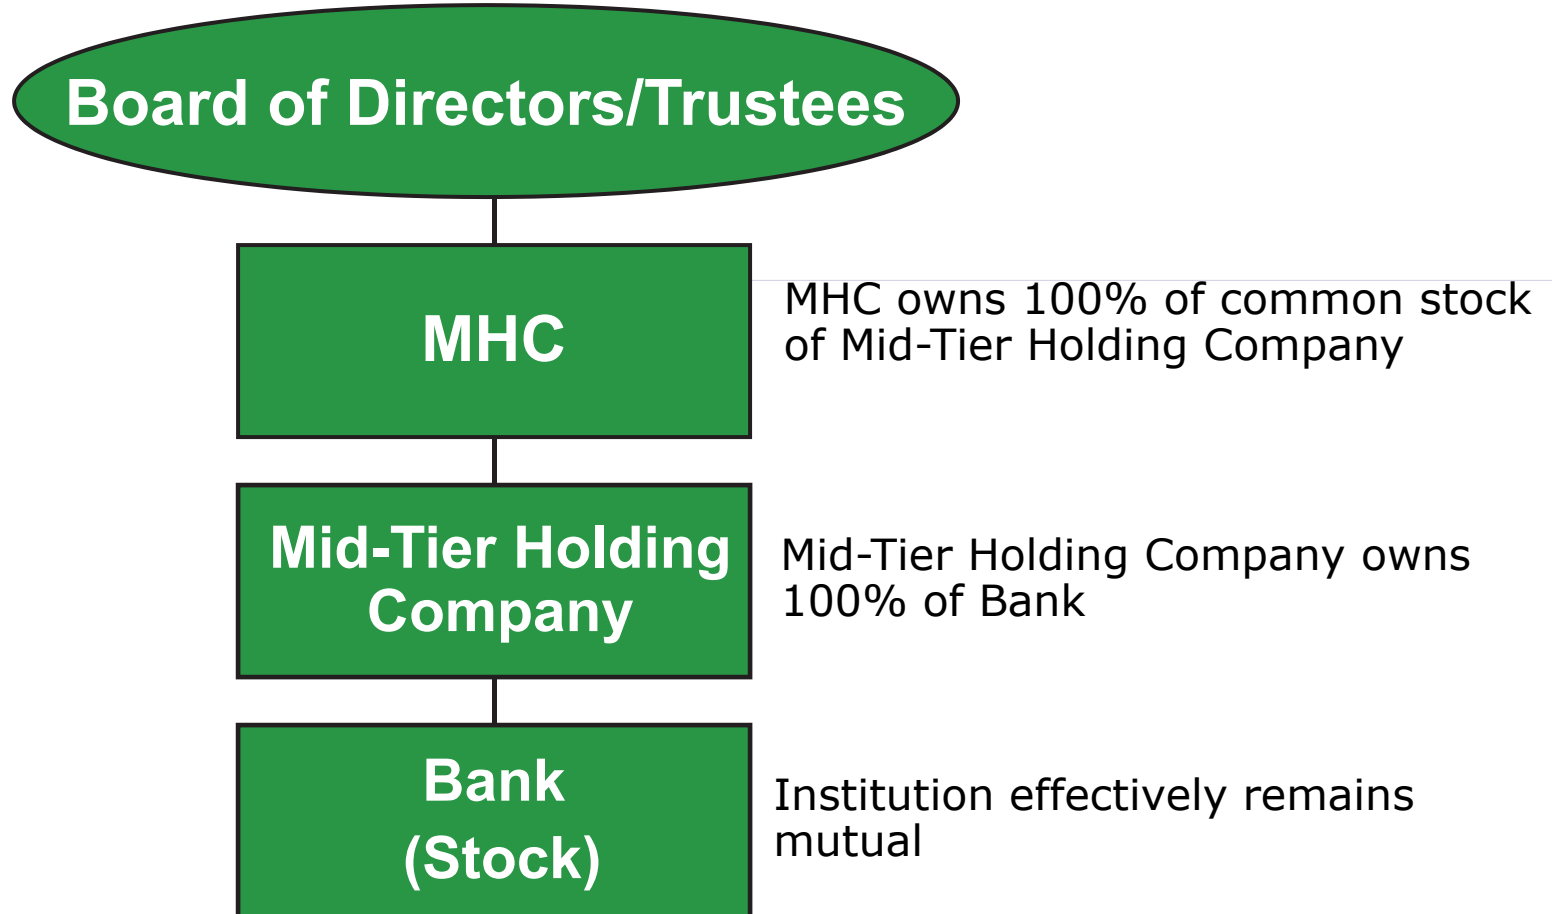 Board of Directors/Trustees
MHC
MHC owns 100% of common stock
of Mid-Tier Holding Company
Mid-Tier Holding
Company
Mid-Tier Holding Company owns
100% of Bank
Bank
(Stock)
Institution effectively remains
mutual